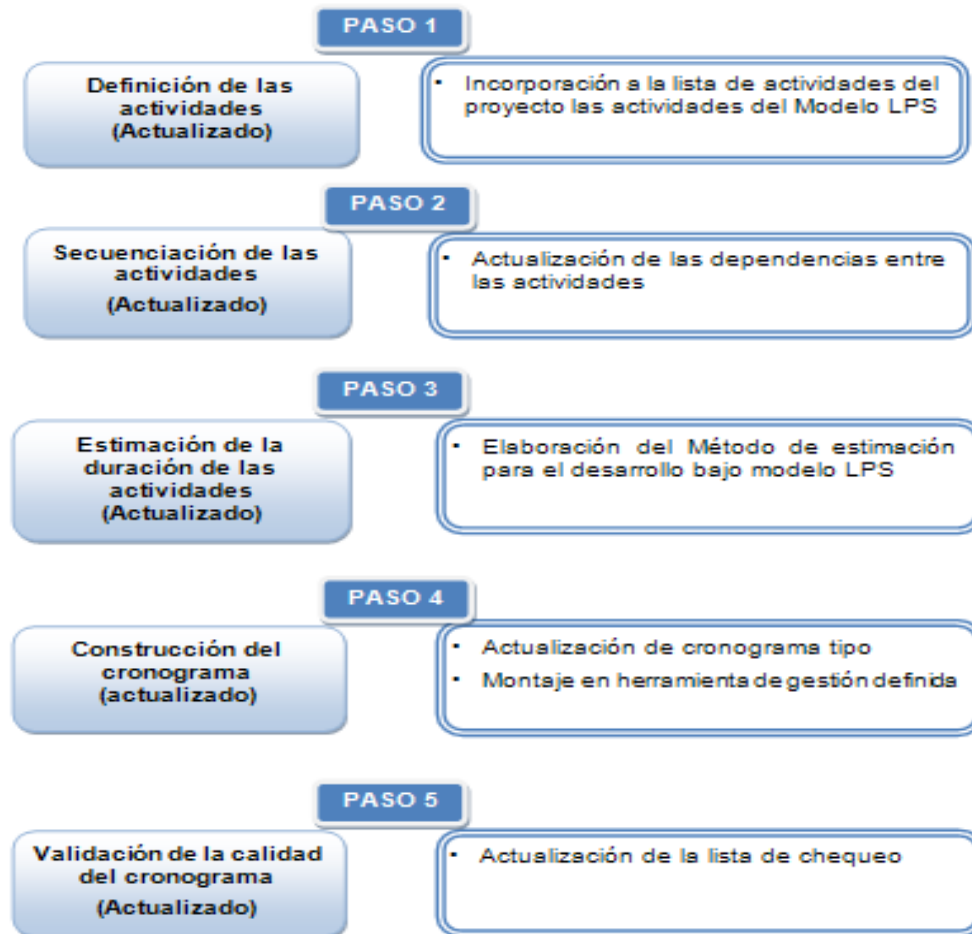 PASO 1
Definición de las
actividades
(Actualizado)
• Incorporación a la lista de actividades del
proyecto las actividades del Modelo LPS
PASO 2
Secuenciación de las
actividades
(Actualizado)
• Actualización de las dependencias entre
las actividades
PASO 3
Estimación de la
duración de las
actividades
(Actualizado)
• Elaboración del Método de estimación
para el desarrollo bajo modelo LPS
PASO 4
Construcción del
cronograma
(actualizado)
• Actualización de cronograma tipo
• Montaje en herramienta de gestión definida
PASO 5
Validación de la calidad
del cronograma
(Actualizado)
• Actualización de la lista de chequeo